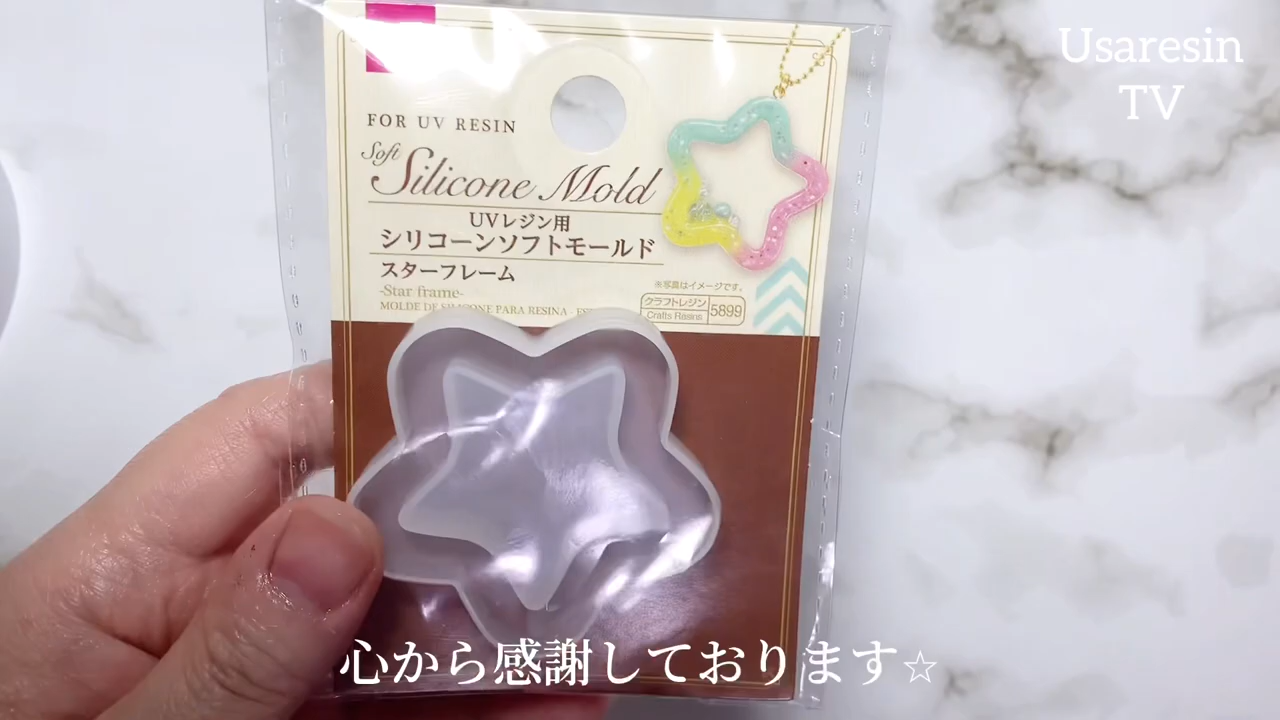 Usaresin
TV
FOR UV RESIN
Soft
Silicone Mold
UVレジン用
シリコーンソフトモールド
スターフレーム
-Star frame-
MOLDE DE SILICONE PARA RESINA - ES
※写真はイメージです。
クラフトレジン
Crafts Resins
5899
心から感謝しております☆